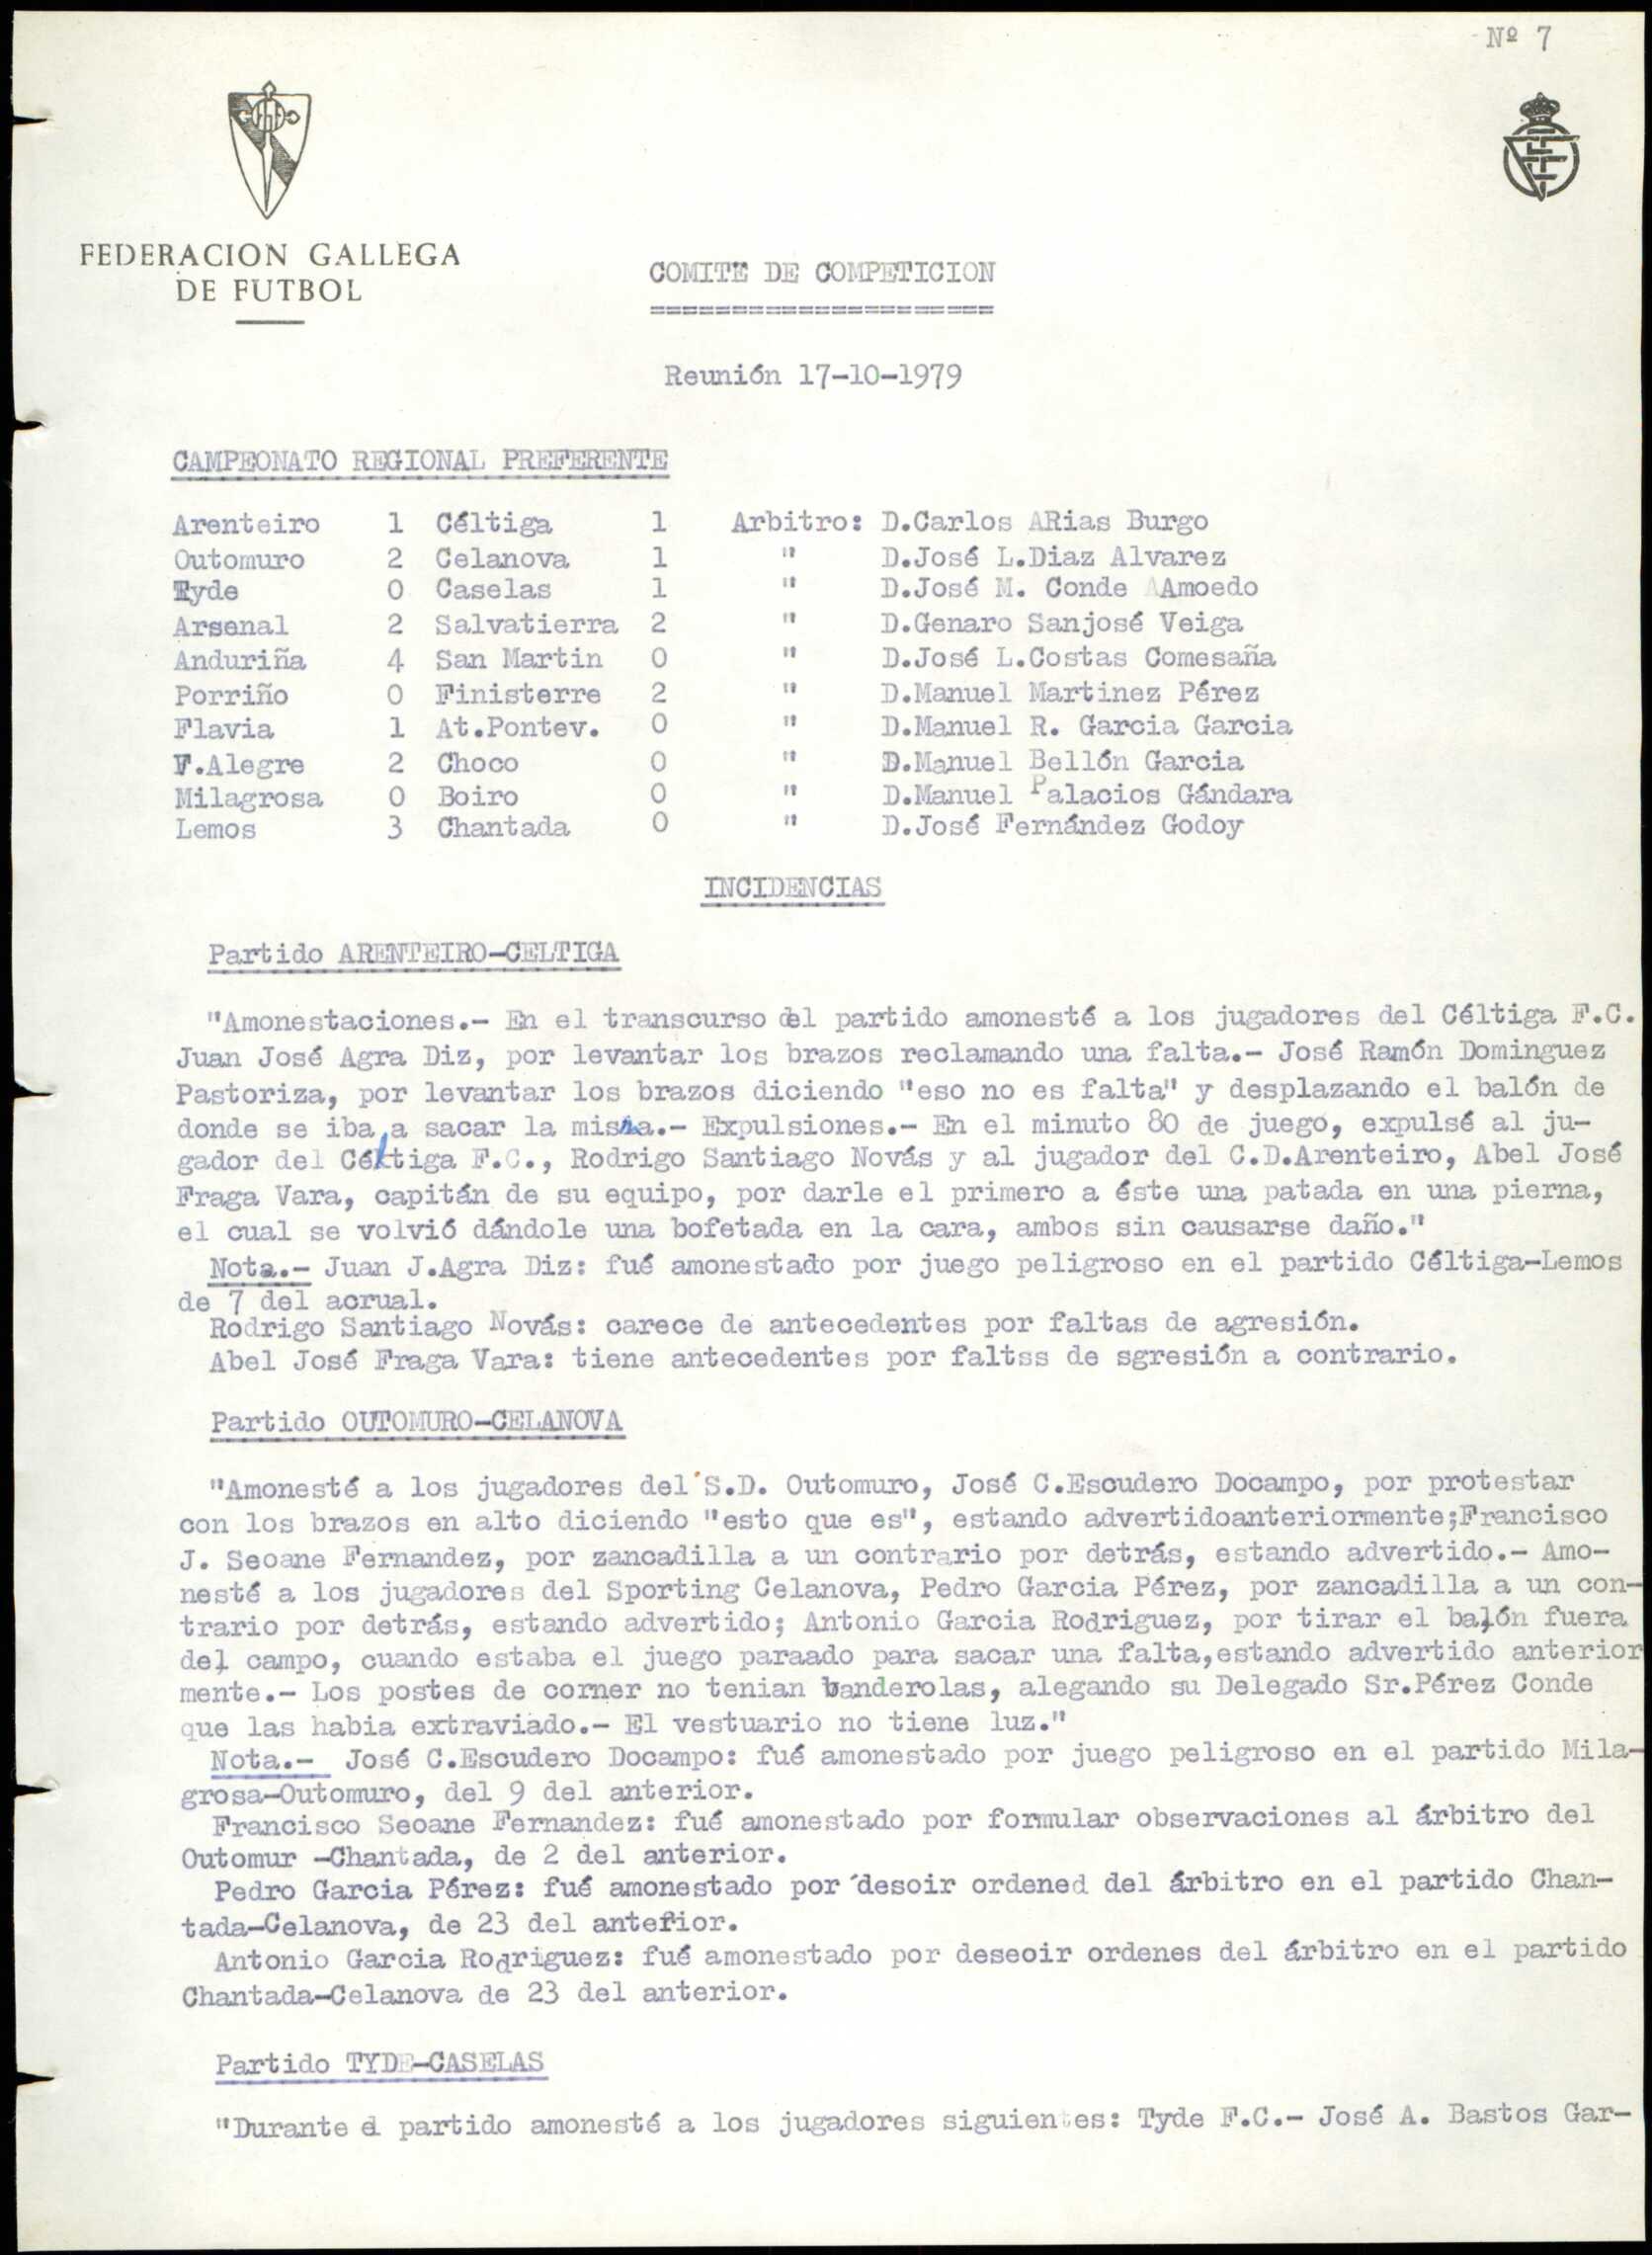 Nº 7
FEDERACION GALLEGA
DE FUTBOL
COMITE DE COMPETICION
=====================
Reunión 17-10-1979
CAMPEONATO REGIONAL PREFERENTE
Arenteiro 1 Céltiga 1 Arbitro: D.Carlos ARias Burgo
Outomuro 2 Celanova 1 " D.José L.Diaz Alvarez
Tyde 0 Caselas 1 " D.José M. Conde AAmoedo
Arsenal 2 Salvatierra 2 " D.Genaro Sanjosé Veiga
Anduriña 4 San Martin 0 " D.José L.Costas Comesaña
Porriño 0 Finisterre 2 " D.Manuel Martinez Pérez
Flavia 1 At.Pontev. 0 " D.Manuel R. Garcia Garcia
F.Alegre 2 Choco 0 " D.Manuel Bellón Garcia
Milagrosa 0 Boiro 0 " D.Manuel Palacios Gándara
Lemos 3 Chantada 0 " D.José Fernández Godoy
INCIDENCIAS
Partido ARENTEIRO-CELTIGA
"Amonestaciones.- En el transcurso del partido amonesté a los jugadores del Céltiga F.C.
Juan José Agra Diz, por levantar los brazos reclamando una falta.- José Ramón Dominguez
Pastoriza, por levantar los brazos diciendo "eso no es falta" y desplazando el balón de
donde se iba a sacar la misma.- Expulsiones.- En el minuto 80 de juego, expulsé al ju-
gador del Céltiga F.C., Rodrigo Santiago Novás y al jugador del C.D.Arenteiro, Abel José
Fraga Vara, capitán de su equipo, por darle el primero a éste una patada en una pierna,
el cual se volvió dándole una bofetada en la cara, ambos sin causarse daño."
Nota.- Juan J.Agra Diz: fué amonestado por juego peligroso en el partido Céltiga-Lemos
de 7 del acrual.
Rodrigo Santiago Novás: carece de antecedentes por faltas de agresión.
Abel José Fraga Vara: tiene antecedentes por faltss de sgresión a contrario.
Partido OUTOMURO-CELANOVA
"Amonesté a los jugadores del S.D. Outomuro, José C.Escudero Docampo, por protestar
con los brazos en alto diciendo "esto que es", estando advertidoanteriormente;Francisco
J. Seoane Fernandez, por zancadilla a un contrario por detrás, estando advertido.- Amo-
nesté a los jugadores del Sporting Celanova, Pedro Garcia Pérez, por zancadilla a un con-
trario por detrás, estando advertido; Antonio Garcia Rodriguez, por tirar el balón fuera
del campo, cuando estaba el juego paraado para sacar una falta,estando advertido anterior
mente.- Los postes de corner no tenian banderolas, alegando su Delegado Sr.Pérez Conde
que las habia extraviado.- El vestuario no tiene luz."
Nota.- José C.Escudero Docampo: fué amonestado por juego peligroso en el partido Mila-
grosa-Outomuro, del 9 del anterior.
Francisco Seoane Fernandez: fué amonestado por formular observaciones al árbitro del
Outomur -Chantada, de 2 del anterior.
Pedro Garcia Pérez: fué amonestado por desoir ordened del árbitro en el partido Chan-
tada-Celanova, de 23 del anterior.
Antonio Garcia Rodriguez: fué amonestado por deseoir ordenes del árbitro en el partido
Chantada-Celanova de 23 del anterior.
Partido TYDE-CASELAS
"Durante el partido amonesté a los jugadores siguientes: Tyde F.C.- José A. Bastos Gar-